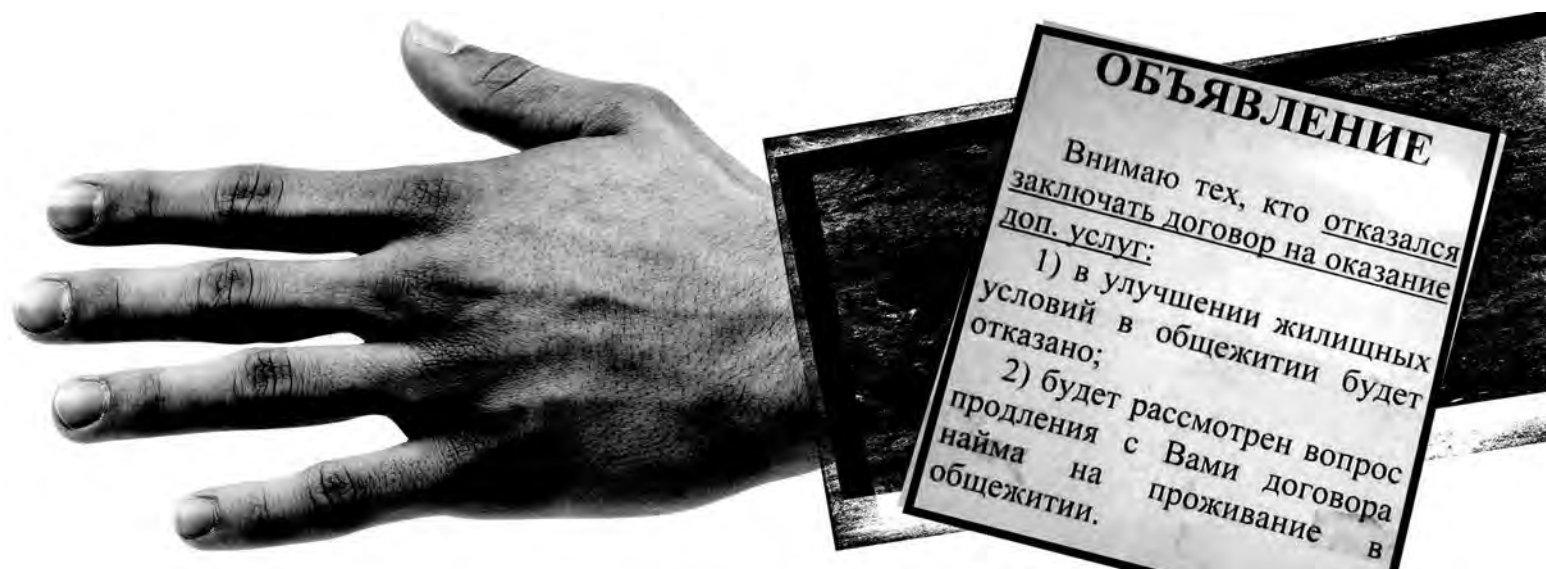 ОБЪЯВЛЕНИЕ
Внимаю тех, кто отказался
заключать договор на оказание
доп. услуг:
1) в улучшении жилищных
условий в общежитии будет
отказано;
2) будет рассмотрен вопрос
продления с Вами договора
найма на проживание в
общежитии.